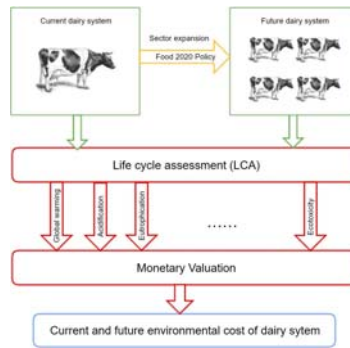 Current dairy system
Future dairy system
Sector expansion
Food 2020 Policy
Life cycle assessment (LCA)
Global warming
Acidification
Eutrophication
......
Ecotoxicity
Monetary Valuation
Current and future environmental cost of dairy sytem